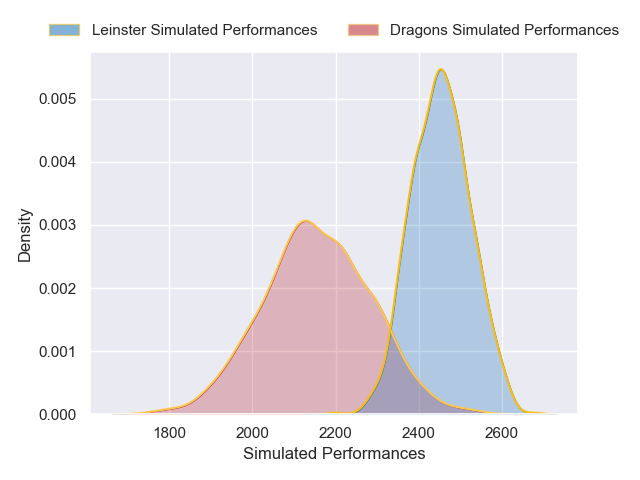 Leinster Simulated Performances Dragons Simulated Performances
0.005
0.004
0.003
0.002
0.001
0.000
Density
1800 2000 2200 2400 2600
Simulated Performances